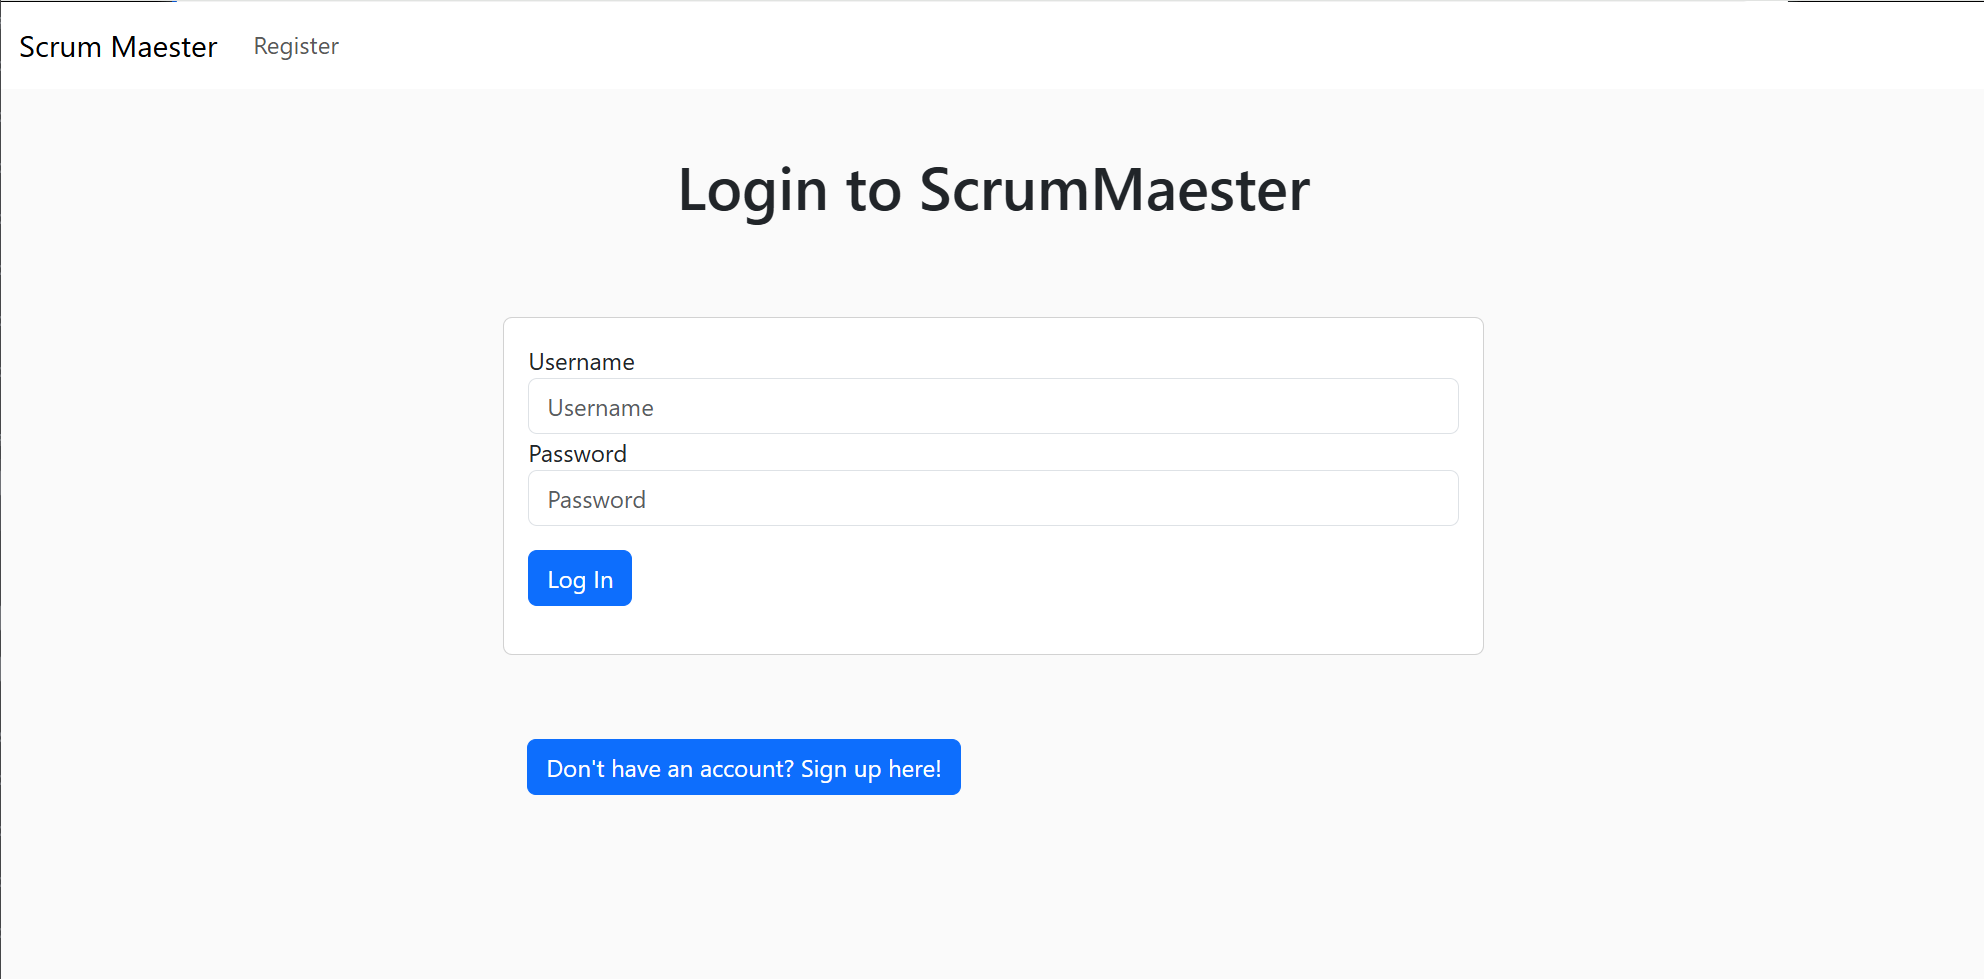 Scrum Maester Register
Login to ScrumMaester
Username
Username
Password
Password
Log In
Don't have an account? Sign up here!